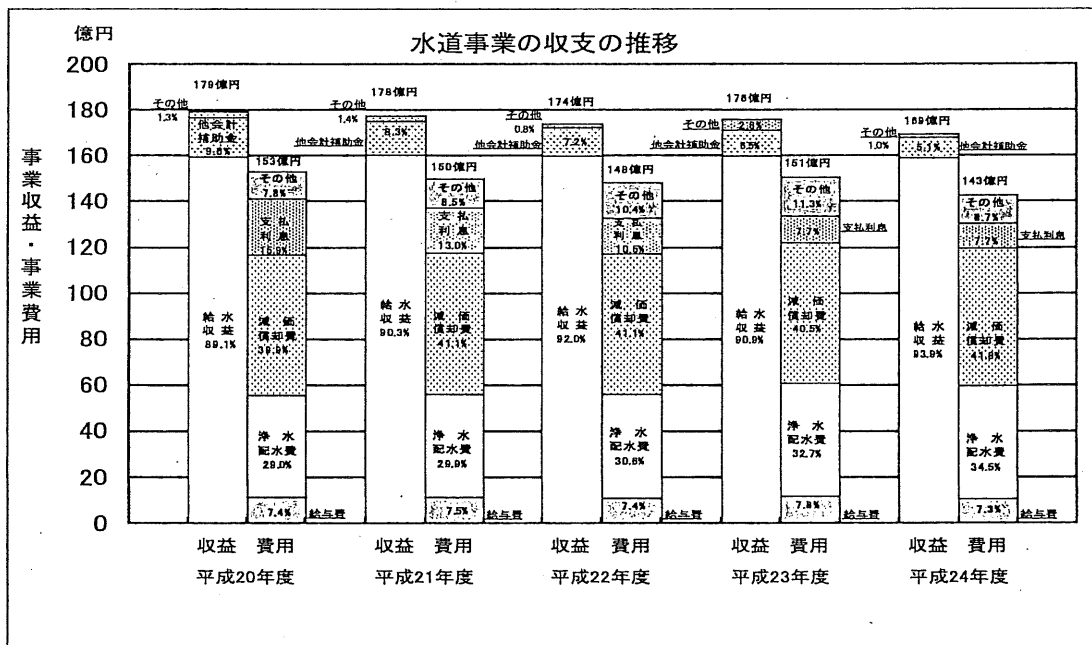 億円
水道事業の収支の推移
事業収益・事業費用
200
180
160
140
120
100
80
60
40
20
0
179億円
その他
1.3%
他会計
補助金
9.6%
給水
収益
89.1%
153億円
その他
7.8%
支払
利息
15.9%
減価
償却費
39.9%
浄水
配水費
29.0%
7.4%
給与費
178億円
その他
1.4%
他会計補助金
8.3%
給水
収益
90.3%
150億円
その他
8.5%
支払
利息
13.0%
減価
償却費
41.1%
浄水
配水費
29.9%
7.5%
給与費
174億円
その他
0.8%
他会計補助金
7.2%
給水
収益
92.0%
148億円
その他
10.4%
支払
利息
10.5%
減価
償却費
41.1%
浄水
配水費
30.6%
7.4%
給与費
176億円
その他
2.6%
他会計補助金
6.5%
給水
収益
90.9%
151億円
その他
11.3%
7.7%
支払利息
減価
償却費
40.5%
浄水
配水費
32.7%
7.8%
給与費
169億円
その他
1.0%
5.1%
他会計補助金
給水
収益
93.9%
143億円
その他
8.7%
7.7%
支払利息
減価
償却費
41.8%
浄水
配水費
34.5%
7.3%
給与費
収益 費用 収益 費用 収益 費用 収益 費用 収益 費用
平成20年度 平成21年度 平成22年度 平成23年度 平成24年度